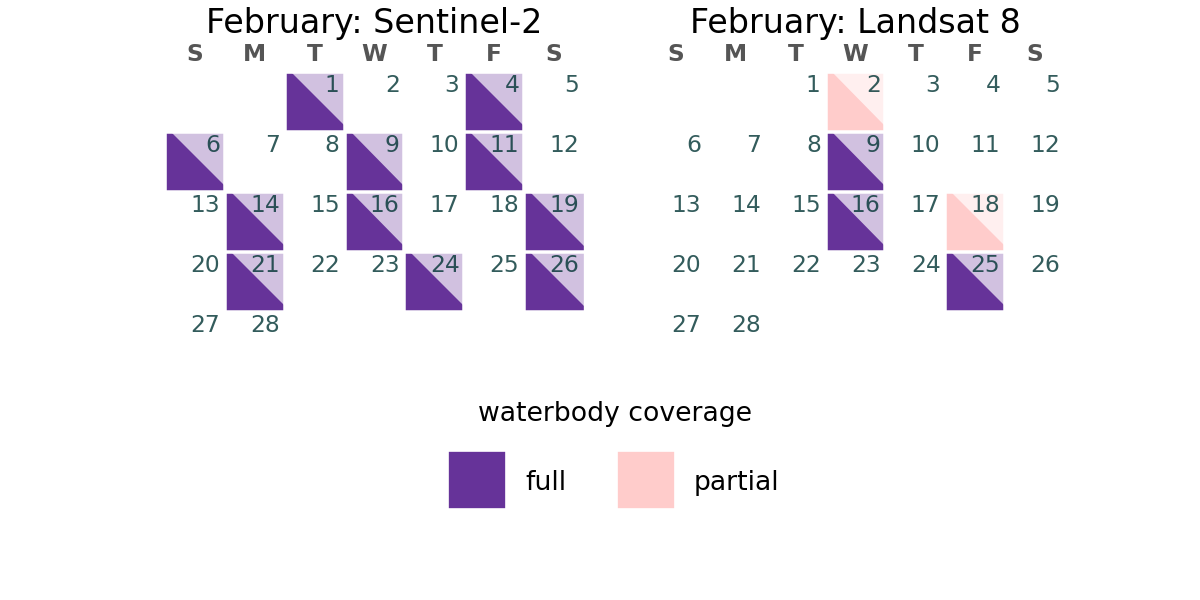 February: Sentinel-2
S M T W T F S
1 2 3 4 5
6 7 8 9 10 11 12
13 14 15 16 17 18 19
20 21 22 23 24 25 26
27 28
February: Landsat 8
S M T W T F S
1 2 3 4 5
6 7 8 9 10 11 12
13 14 15 16 17 18 19
20 21 22 23 24 25 26
27 28
waterbody coverage
full
partial